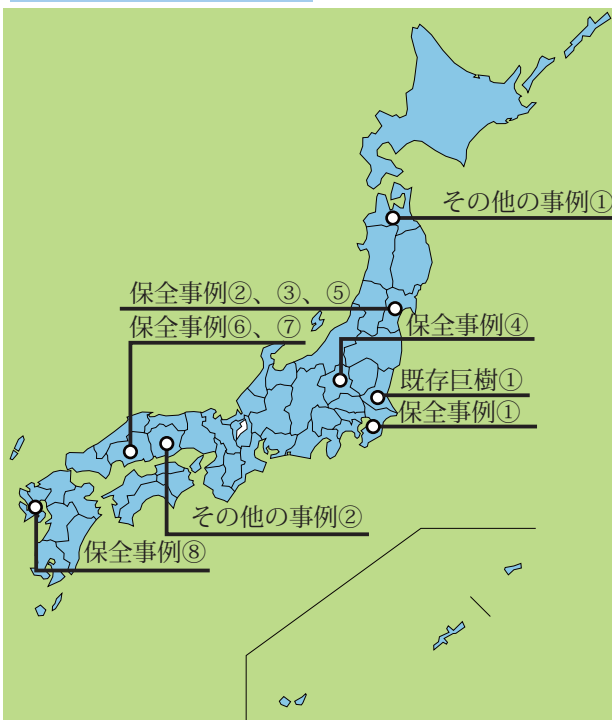 その他の事例①
保全事例②、③、⑤
保全事例⑥、⑦
保全事例④
既存巨樹①
保全事例①
その他の事例②
保全事例⑧